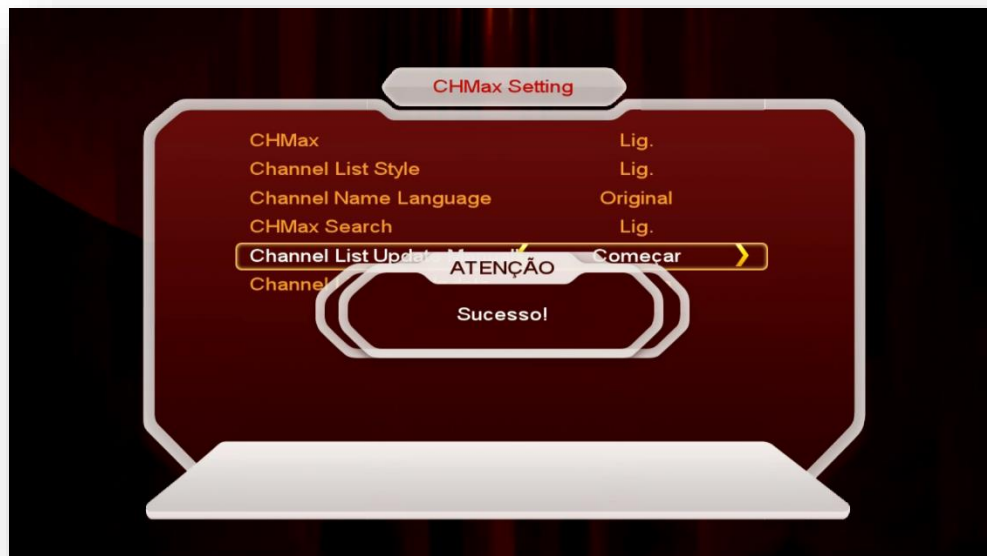 CHMax Setting
CHMax Lig.
Channel List Style Lig.
Channel Name Language Original
CHMax Search Lig.
Channel List Começar
Channel
ATENÇÃO
Sucesso!